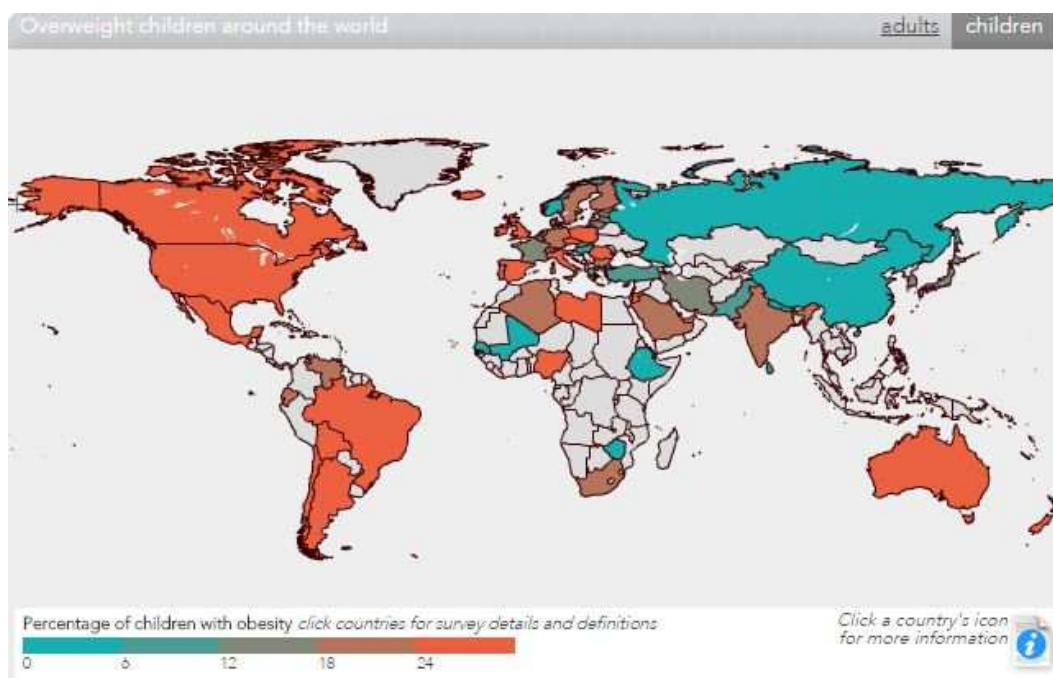 Overweight children around the world
adults
children
Percentage of children with obesity click countries for survey details and definitions
0 6 12 18 24
Click a country's icon
for more information
i